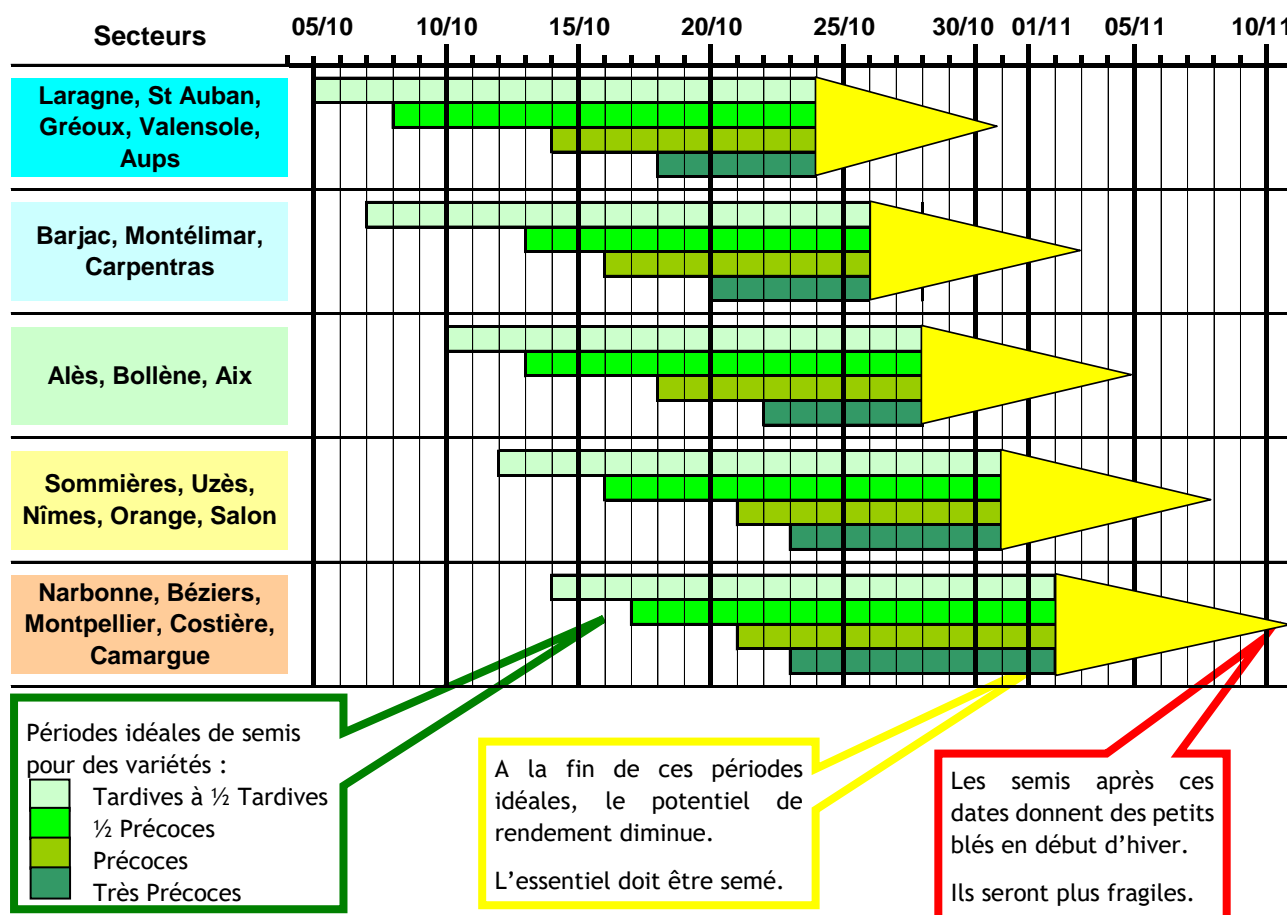 Secteurs
05/10 10/10 15/10 20/10 25/10 30/10 01/11 05/11 10/11
Laragne, St Auban,
Gréoux, Valensole,
Aups
Barjac, Montélimar,
Carpentras
Alès, Bollène, Aix
Sommières, Uzès,
Nîmes, Orange, Salon
Narbonne, Béziers,
Montpellier, Costière,
Camargue
Périodes idéales de semis
pour des variétés :
Tardives à ½ Tardives
½ Précoces
Précoces
Très Précoces
A la fin de ces périodes
idéales, le potentiel de
rendement diminue.
L'essentiel doit être semé.
Les semis après ces
dates donnent des petits
blés en début d'hiver.
Ils seront plus fragiles.